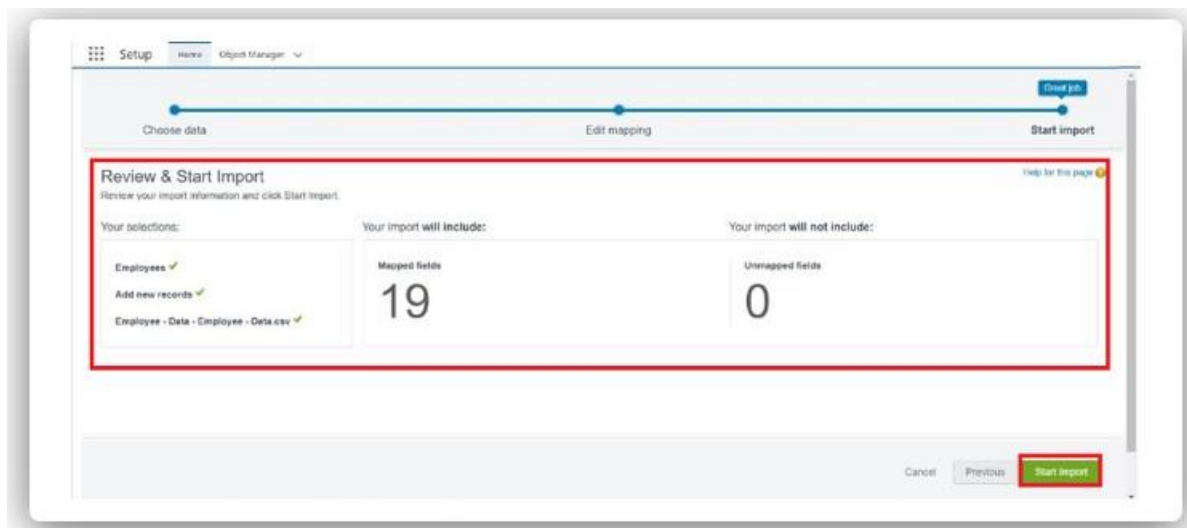 Setup Home Object Manager
Great job
Choose data Edit mapping Start import
Review & Start Import Help for this page
Review your import information and click Start Import.
Your selections: Your import will include: Your import will not include:
Employees Mapped fields Unmapped fields
Add new records 19 0
Employee - Data - Employee - Data.csv
Cancel Previous Start Import